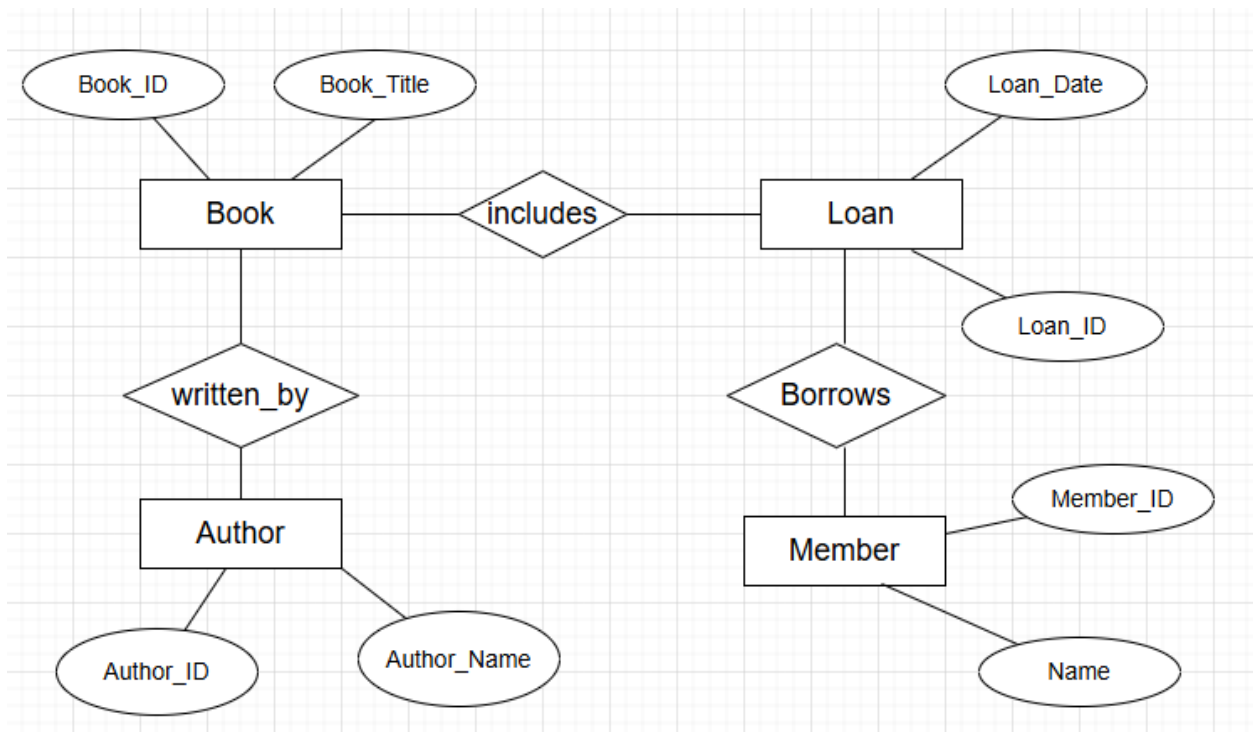 Book_ID
Book_Title
Loan_Date
Book
includes
Loan
Loan_ID
written_by
Borrows
Member_ID
Author
Member
Author_ID
Author_Name
Name